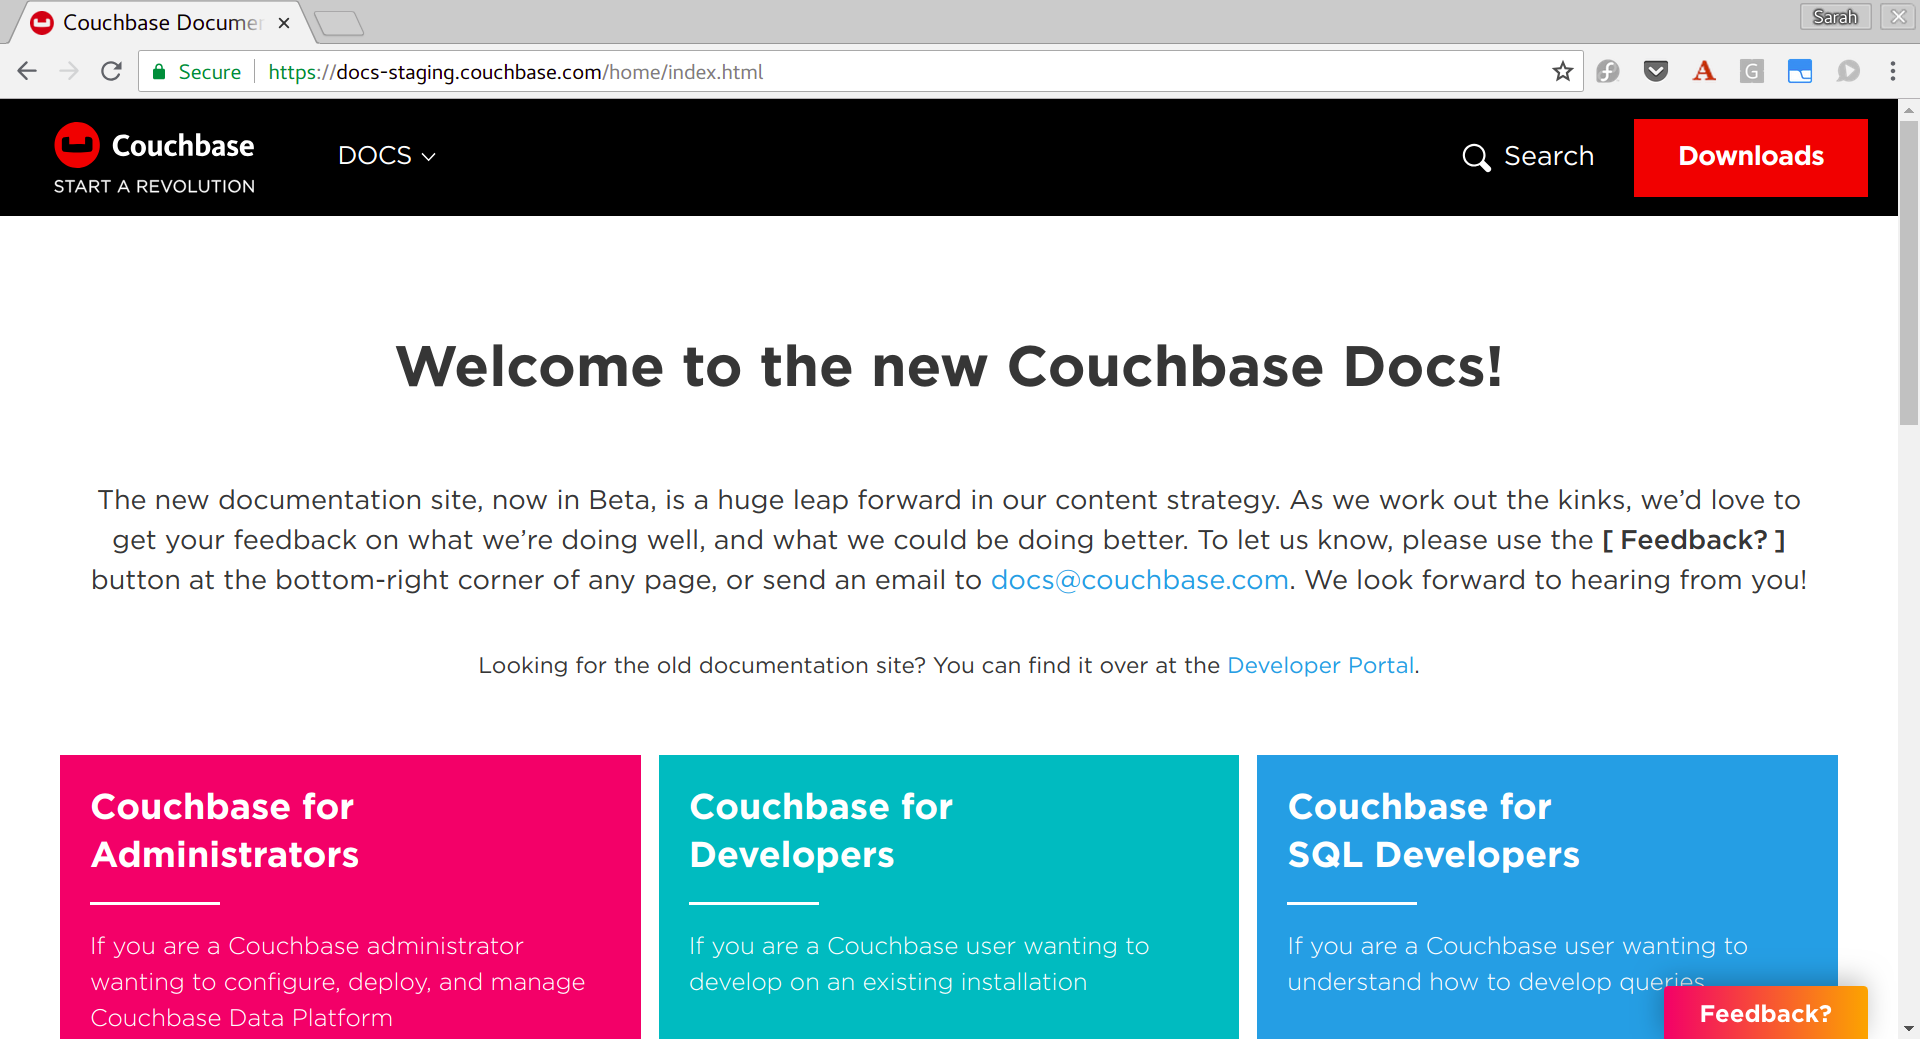 Couchbase Documen
Sarah
Secure
https://docs-staging.couchbase.com/home/index.html
Couchbase
START A REVOLUTION
DOCS
Search
Downloads
Welcome to the new Couchbase Docs!
The new documentation site, now in Beta, is a huge leap forward in our content strategy. As we work out the kinks, we’d love to
get your feedback on what we’re doing well, and what we could be doing better. To let us know, please use the [ Feedback? ]
button at the bottom-right corner of any page, or send an email to docs@couchbase.com. We look forward to hearing from you!
Looking for the old documentation site? You can find it over at the Developer Portal.
Couchbase for
Administrators
If you are a Couchbase administrator
wanting to configure, deploy, and manage
Couchbase Data Platform
Couchbase for
Developers
If you are a Couchbase user wanting to
develop on an existing installation
Couchbase for
SQL Developers
If you are a Couchbase user wanting to
understand how to develop queries
Feedback?